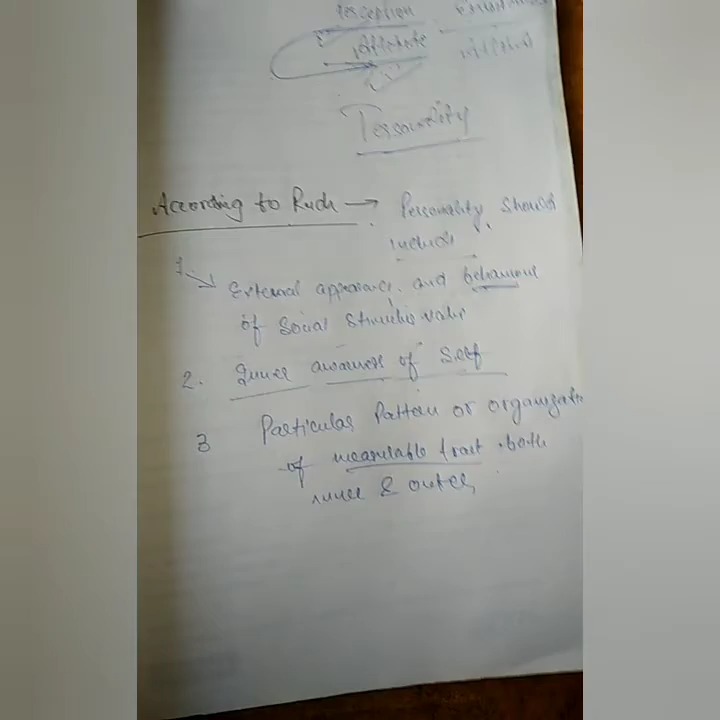 Perception
Attitude
Personality
According to Ruch → Personality should
include
1. → External appearance and behaviour
of social stimulus value
2. Inner awareness of self
3 Particular Pattern or organization
of measurable trait both
inner & outer,